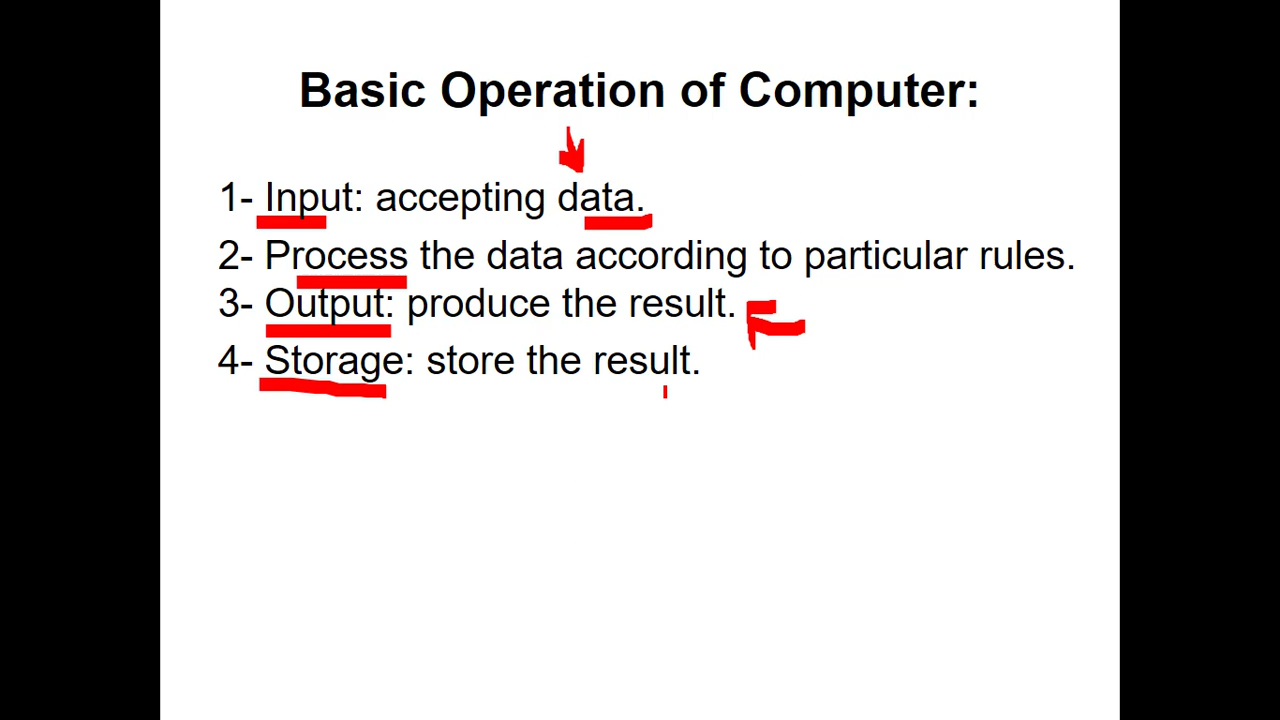 Basic Operation of Computer:
1- Input: accepting data.
2- Process the data according to particular rules.
3- Output: produce the result.
4- Storage: store the result.